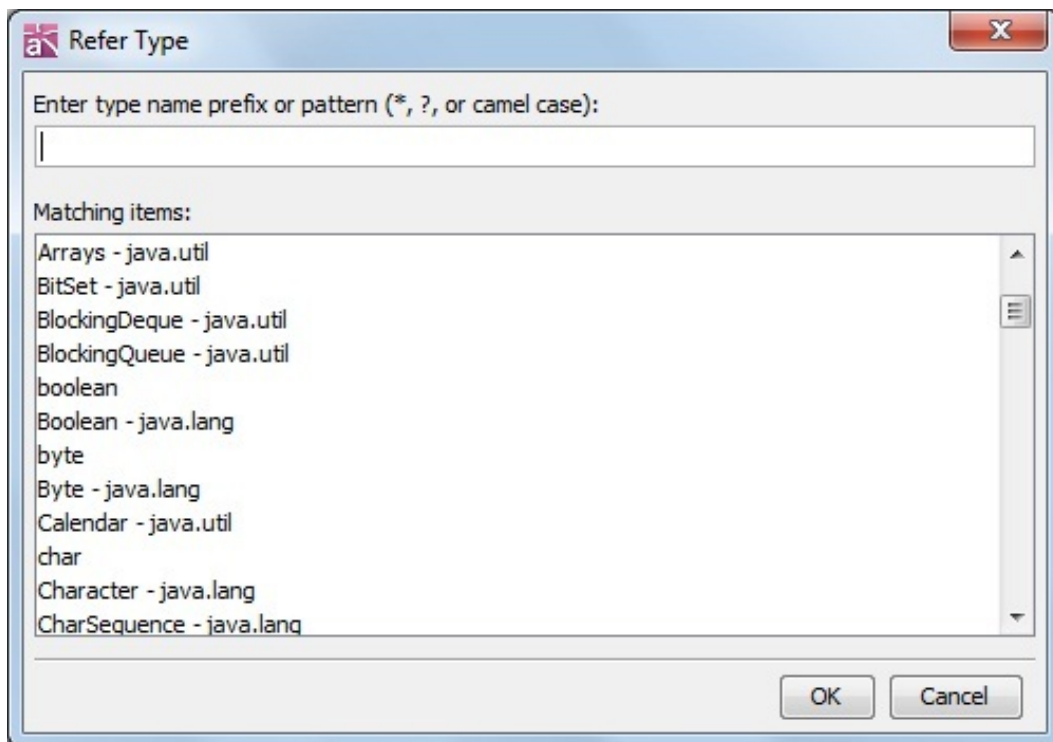 Refer Type
Enter type name prefix or pattern (*, ?, or camel case):
Matching items:
Arrays - java.util
BitSet - java.util
BlockingDeque - java.util
BlockingQueue - java.util
boolean
Boolean - java.lang
byte
Byte - java.lang
Calendar - java.util
char
Character - java.lang
CharSequence - java.lang
OK Cancel